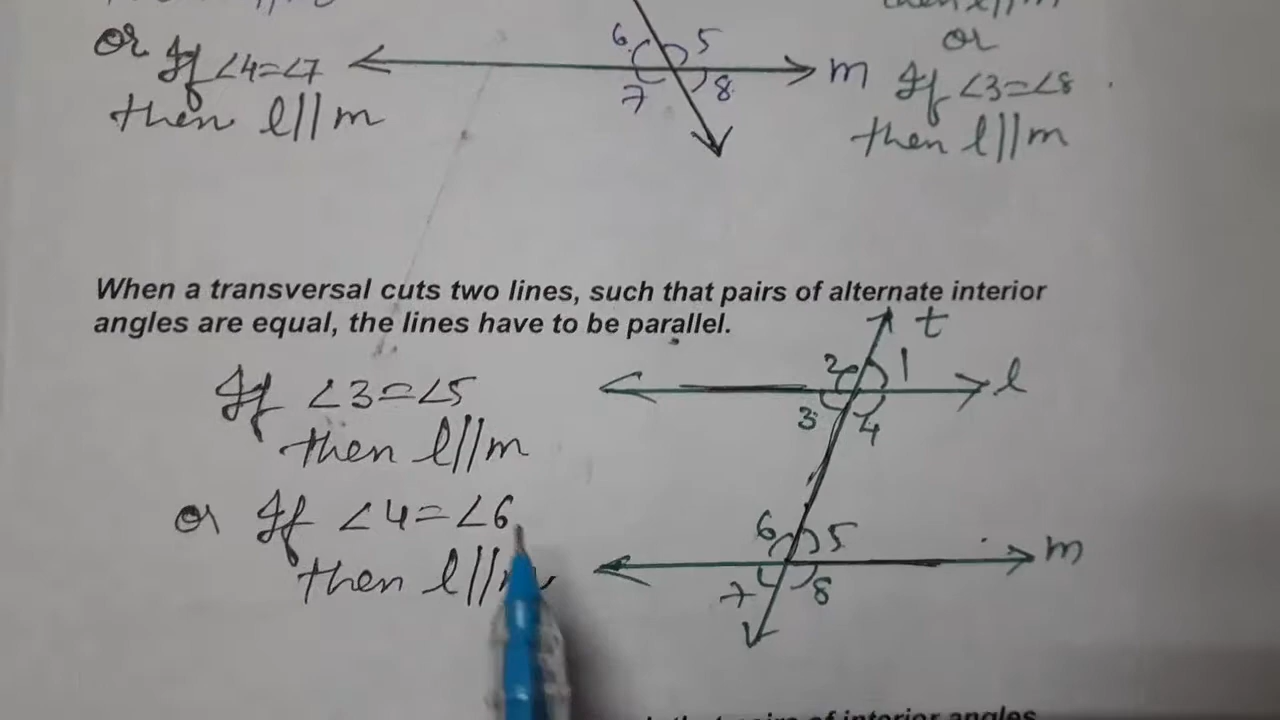 or If ∠4=∠7
then l||m
6 5
7 8
m
or
If ∠3=∠8
then l||m
When a transversal cuts two lines, such that pairs of alternate interior
angles are equal, the lines have to be parallel.
t
2 1
l
3 4
If ∠3=∠5
then l||m
or If ∠4=∠6
then l||m
6 5
m
7 8